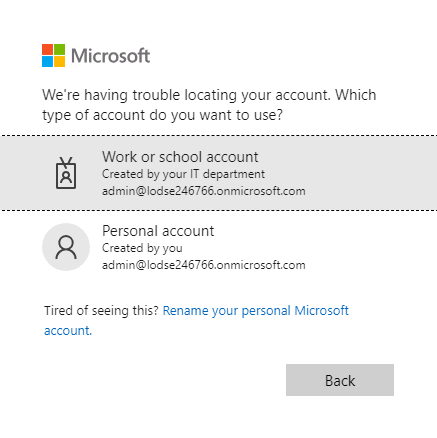 Microsoft
We're having trouble locating your account. Which
type of account do you want to use?
Work or school account
Created by your IT department
admin@lodse246766.onmicrosoft.com
Personal account
Created by you
admin@lodse246766.onmicrosoft.com
Tired of seeing this? Rename your personal Microsoft
account.
Back